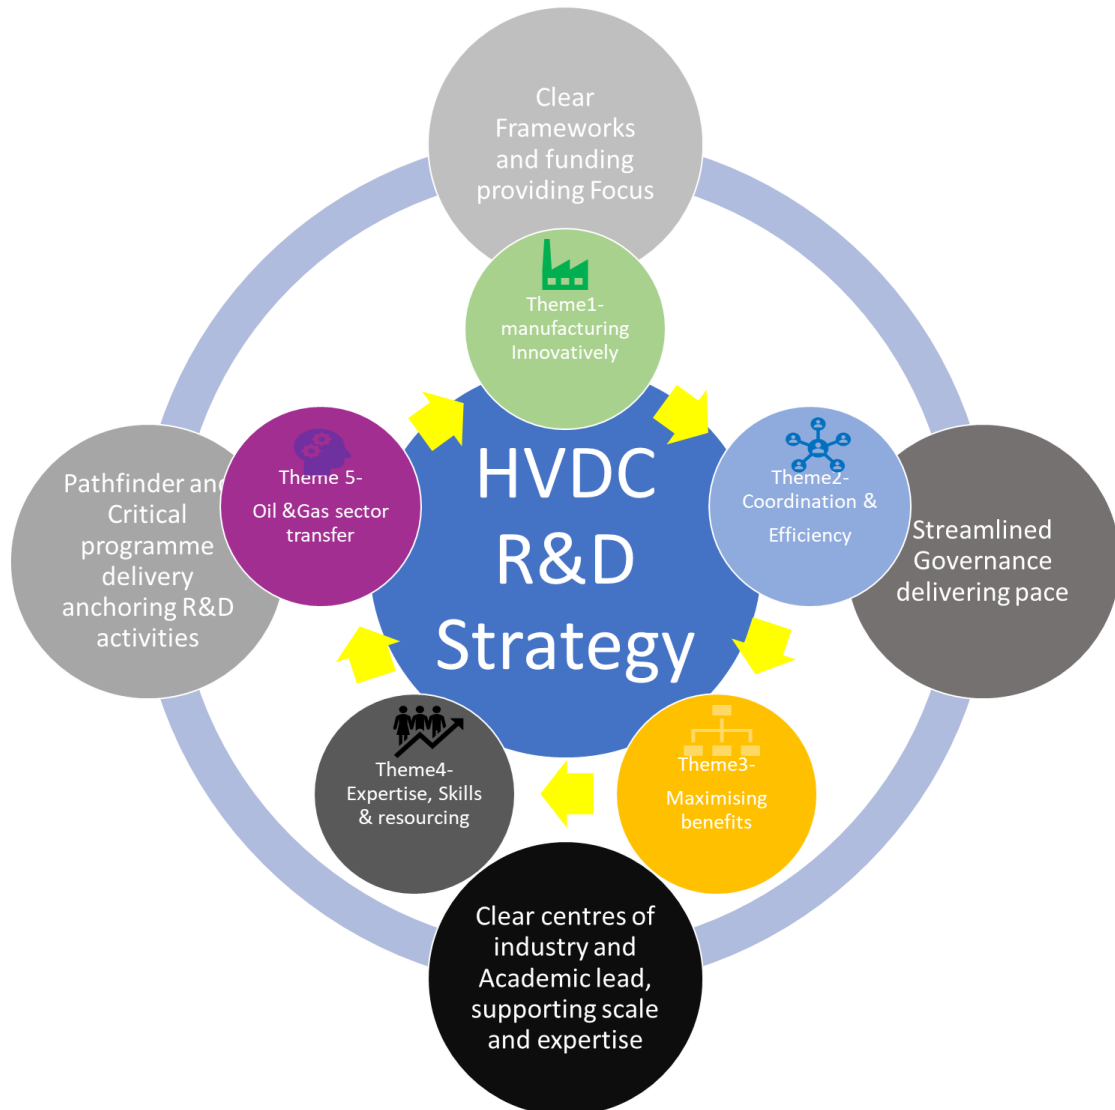 Clear
Frameworks
and funding
providing Focus
Theme1-
manufacturing
Innovatively
HVDC
R&D
Strategy
Theme 5-
Oil &Gas sector
transfer
Theme2-
Coordination &
Efficiency
Pathfinder and
Critical
programme
delivery
anchoring R&D
activities
Streamlined
Governance
delivering pace
Theme4-
Expertise, Skills
& resourcing
Theme3-
Maximising
benefits
Clear centres of
industry and
Academic lead,
supporting scale
and expertise